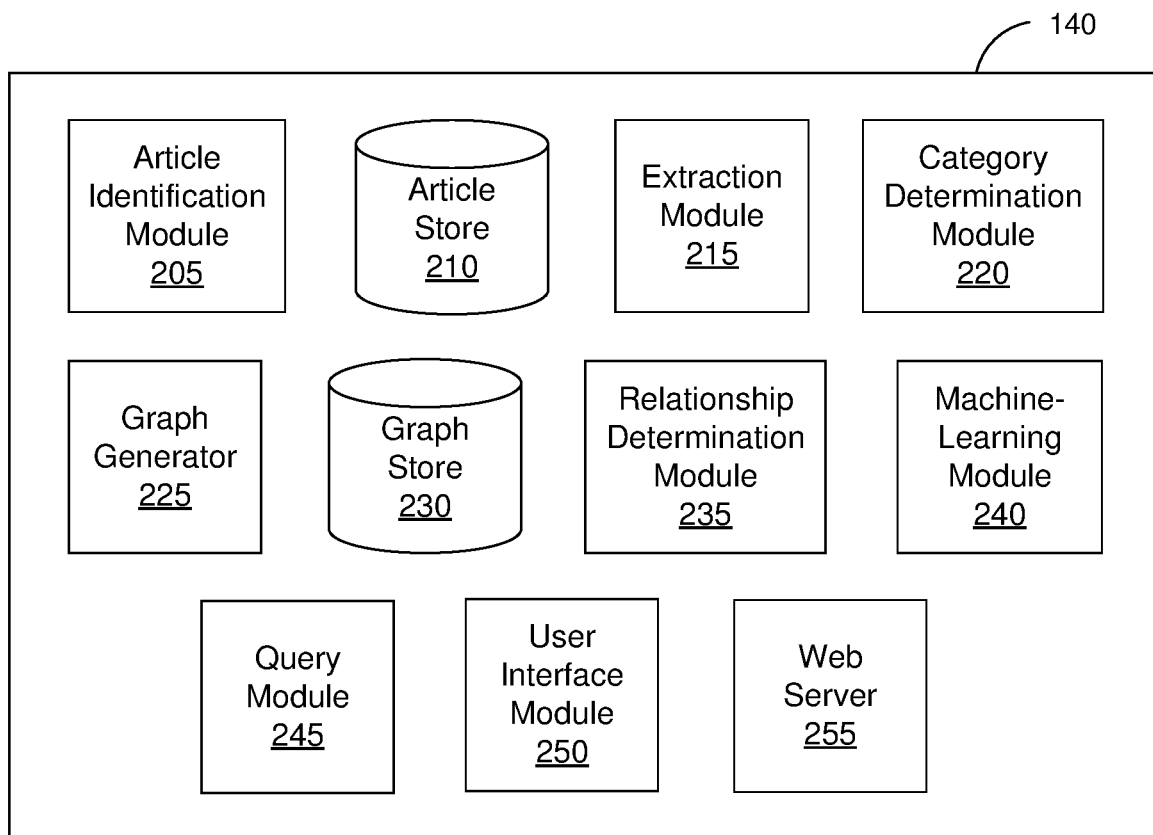 140
Article
Identification
Module
205
Article
Store
210
Extraction
Module
215
Category
Determination
Module
220
Graph
Generator
225
Graph
Store
230
Relationship
Determination
Module
235
Machine-
Learning
Module
240
Query
Module
245
User
Interface
Module
250
Web
Server
255